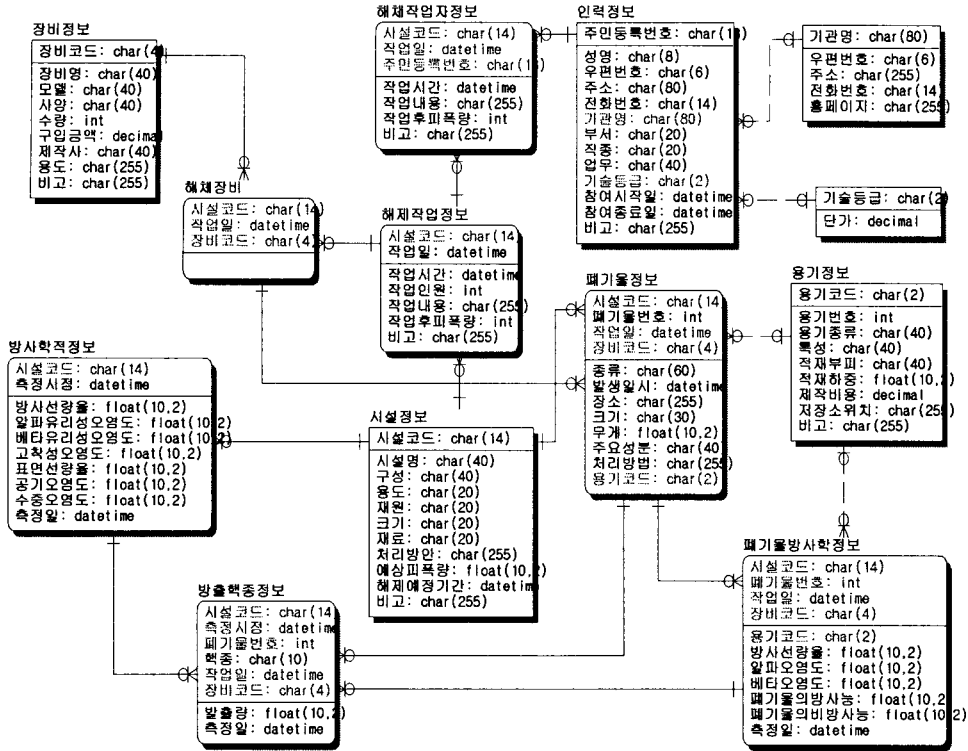 장비정보
장비코드: char(4)
장비명: char(40)
모델: char(40)
사양: char(40)
수량: int
구입금액: decimal
제작사: char(40)
용도: char(255)
비고: char(255)
해체작업자정보
시설코드: char(14)
작업일: datetime
주민등록번호: char(13)
작업시간: datetime
작업내용: char(255)
작업후피폭량: int
비고: char(255)
인력정보
주민등록번호: char(13)
성명: char(8)
우편번호: char(6)
주소: char(80)
전화번호: char(14)
기관명: char(80)
부서: char(20)
직종: char(20)
업무: char(40)
기술등급: char(2)
참여시작일: datetime
참여종료일: datetime
비고: char(255)
기관명: char(80)
우편번호: char(6)
주소: char(255)
전화번호: char(14)
홈페이지: char(255)
기술등급: char(2)
단가: decimal
해체장비
시설코드: char(14)
작업일: datetime
장비코드: char(4)
해제작업정보
시설코드: char(14)
작업일: datetime
작업시간: datetime
작업인원: int
작업내용: char(255)
작업후피폭량: int
비고: char(255)
폐기물정보
시설코드: char(14
폐기물번호: int
작업일: datetime
장비코드: char(4)
종류: char(60)
발생일시: datetime
장소: char(255)
크기: char(30)
무게: float(10,2)
주요성분: char(40
처리방법: char(255)
용기코드: char(2)
용기정보
용기코드: char(2)
용기번호: int
용기종류: char(40)
특성: char(40)
적재부피: char(40)
적재하중: float(10,2)
제작비용: decimal
저장소위치: char(255)
비고: char(255)
방사학적정보
시설코드: char(14)
측정시점: datetime
방사선량율: float(10,2)
알파유리성오염도: float(10,2)
베타유리성오염도: float(10,2)
고착성오염도: float(10,2)
표면선량율: float(10,2)
공기오염도: float(10,2)
수중오염도: float(10,2)
측정일: datetime
시설정보
시설코드: char(14)
시설명: char(40)
구성: char(40)
용도: char(20)
재원: char(20)
크기: char(20)
재료: char(20)
처리방안: char(255)
예상피폭량: float(10,2)
해제예정기간: datetime
비고: char(255)
방출핵종정보
시설코드: char(14
측정시점: datetime
폐기물번호: int
핵종: char(10)
작업일: datetime
장비코드: char(4)
발출량: float(10,2)
측정일: datetime
폐기물방사학정보
시설코드: char(14)
폐기물번호: int
작업일: datetime
장비코드: char(4)
용기코드: char(2)
방사선량율: float(10,2)
알파오염도: float(10,2)
베타오염도: float(10,2)
폐기물의방사능: float(10,2
폐기물의비방사능: float(10,2)
측정일: datetime